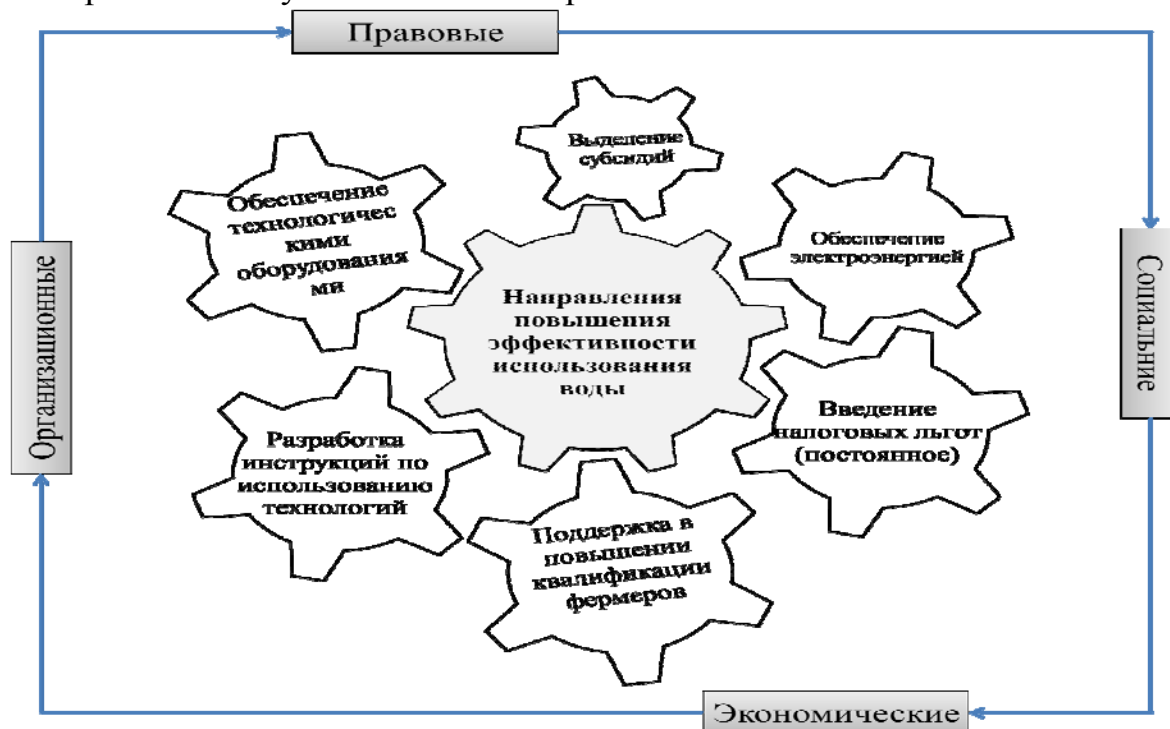 Правовые
Выделение
субсидий
Обеспечение
технологичес
кими
оборудования
ми
Обеспечение
электроэнергией
Организационные
Социальние
Направления
повышения
эффективности
использования
воды
Введение
налоговых льгот
(постоянное)
Разработка
инструкций по
использованию
технологий
Поддержка в
повышении
квалификации
фермеров
Экономические